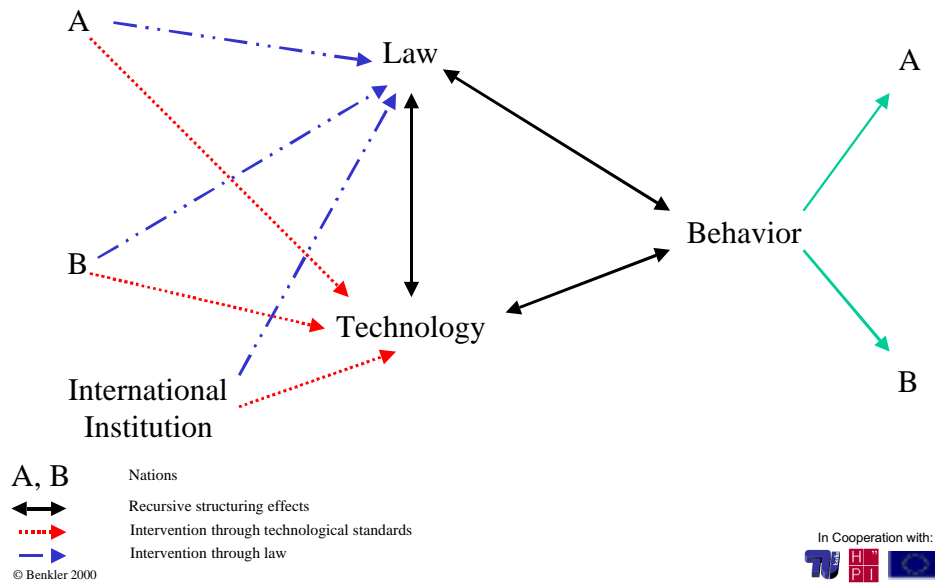 A
Law
A
Behavior
B
Technology
International
Institution
B
A, B Nations
Recursive structuring effects
Intervention through technological standards
Intervention through law
© Benkler 2000
In Cooperation with:
H "
P I